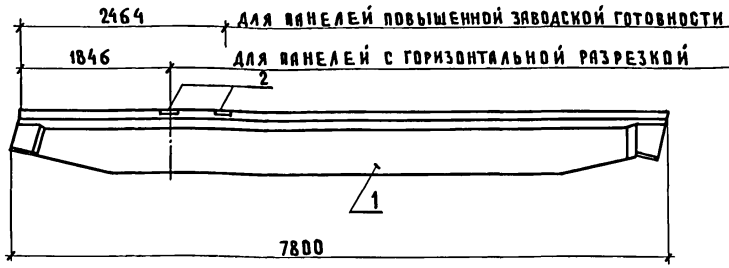 2464 ДЛЯ ПАНЕЛЕЙ ПОВЫШЕННОЙ ЗАВОДСКОЙ ГОТОВНОСТИ
1846 ДЛЯ ПАНЕЛЕЙ С ГОРИЗОНТАЛЬНОЙ РАЗРЕЗКОЙ
2
1
7800